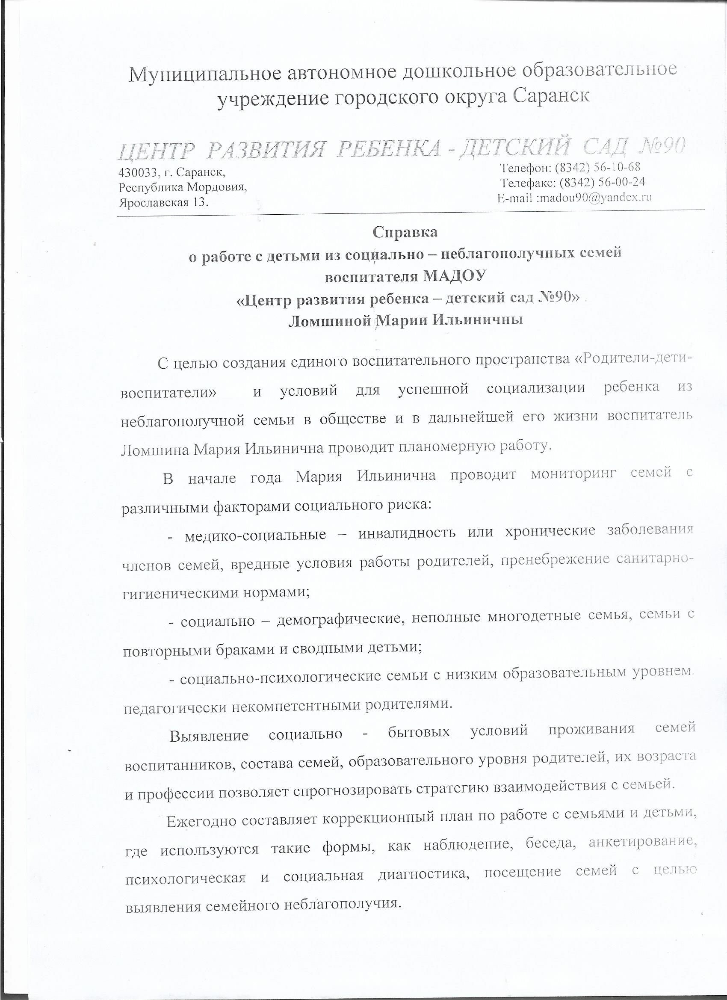 Муниципальное автономное дошкольное образовательное
учреждение городского округа Саранск
ЦЕНТР РАЗВИТИЯ РЕБЕНКА - ДЕТСКИЙ САД №90
430033, г. Саранск,
Республика Мордовия,
Ярославская 13.
Телефон: (8342) 56-10-68
Телефакс: (8342) 56-00-24
E-mail :madou90@yandex.ru
Справка
о работе с детьми из социально – неблагополучных семей
воспитателя МАДОУ
«Центр развития ребенка – детский сад №90» .
Ломшиной Марии Ильиничны
С целью создания единого воспитательного пространства «Родители-дети-
воспитатели» и условий для успешной социализации ребенка из
неблагополучной семьи в обществе и в дальнейшей его жизни воспитатель
Ломшина Мария Ильинична проводит планомерную работу.
В начале года Мария Ильинична проводит мониторинг семей с
различными факторами социального риска:
- медико-социальные – инвалидность или хронические заболевания
членов семей, вредные условия работы родителей, пренебрежение санитарно-
гигиеническими нормами;
- социально – демографические, неполные многодетные семья, семьи с
повторными браками и сводными детьми;
- социально-психологические семьи с низким образовательным уровнем.
педагогически некомпетентными родителями.
Выявление социально - бытовых условий проживания семей
воспитанников, состава семей, образовательного уровня родителей, их возраста
и профессии позволяет спрогнозировать стратегию взаимодействия с семьей.
Ежегодно составляет коррекционный план по работе с семьями и детьми,
где используются такие формы, как наблюдение, беседа, анкетирование,
психологическая и социальная диагностика, посещение семей с целью
выявления семейного неблагополучия.